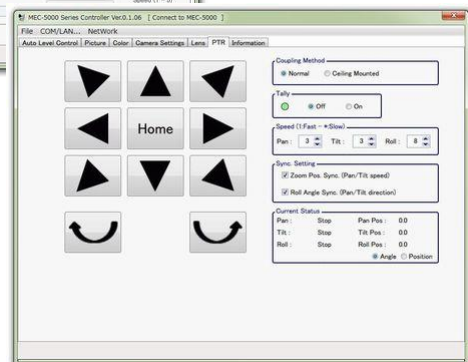 MEC-5000 Series Controller Ver.0.1.06 [ Connect to MEC-5000 ]
File COM/LAN... NetWork
Auto Level Control Picture Color Camera Settings Lens PTR Information
Coupling Method
Normal Ceiling Mounted
Tally
Off On
Home
Speed (1:Fast - *:Slow)
Pan : 3 Tilt : 3 Roll : 8
Sync. Setting
Zoom Pos. Sync. (Pan/Tilt speed)
Roll Angle Sync. (Pan/Tilt direction)
Current Status
Pan : Stop Pan Pos : 0.0
Tilt : Stop Tilt Pos : 0.0
Roll : Stop Roll Pos : 0.0
Angle Position